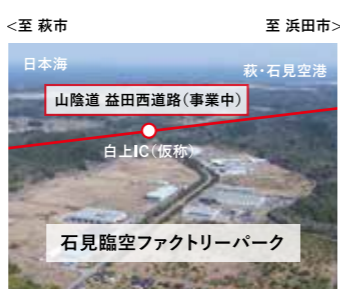 <至 萩市
至 浜田市>
日本海
萩・石見空港
山陰道 益田西道路(事業中)
白上IC(仮称)
石見臨空ファクトリーパーク